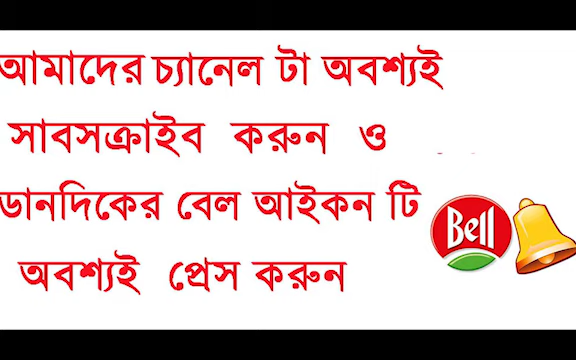 আমাদের চ্যানেল টা অবশ্যই
সাবসক্রাইব করুন ও
ডানদিকের বেল আইকন টি
Bell
অবশ্যই প্রেস করুন